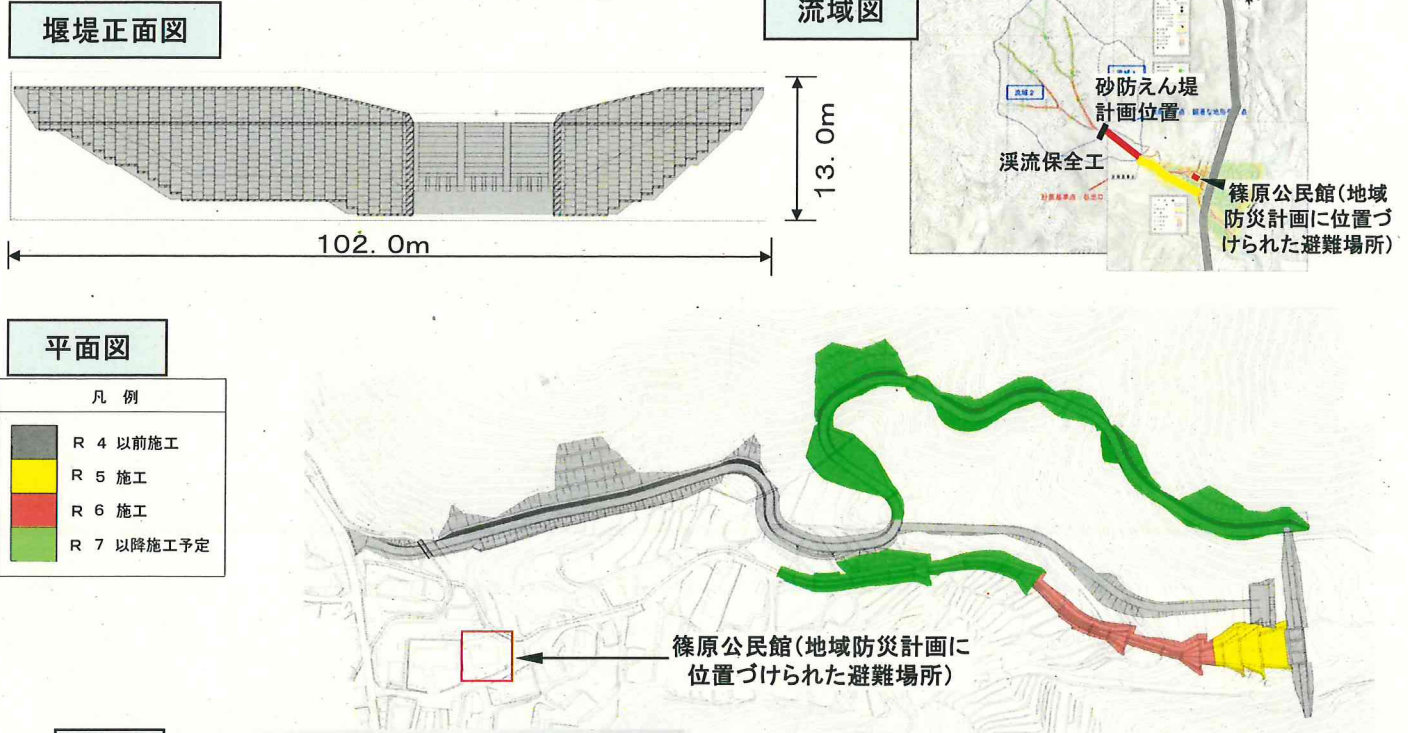 堰堤正面図
13. 0m
102. 0m
流域図
流域2
砂防えん堤
計画位置
渓流保全工
篠原公民館(地域
防災計画に位置づ
けられた避難場所)
平面図
凡 例
R 4 以前施工
R 5 施工
R 6 施工
R 7 以降施工予定
篠原公民館(地域防災計画に
位置づけられた避難場所)